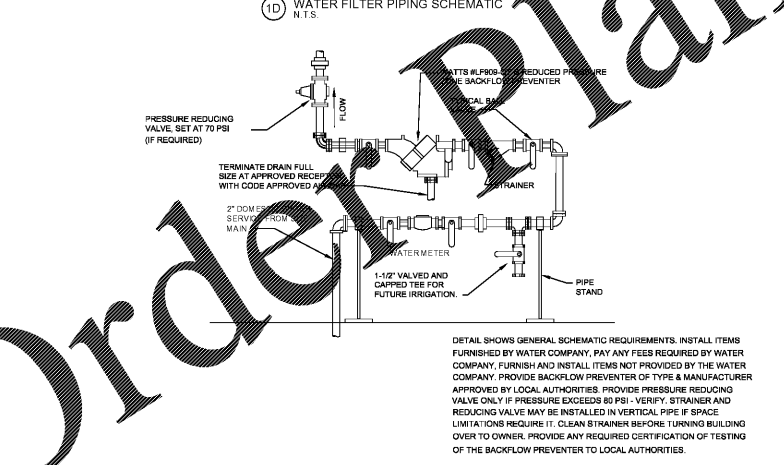 1D WATER FILTER PIPING SCHEMATIC
N.T.S.
WATTS #LF909- REDUCED PRESSURE
ZONE BACKFLOW PREVENTER
TYPICAL BALL
FLOW
PRESSURE REDUCING
VALVE, SET AT 70 PSI
(IF REQUIRED)
TERMINATE DRAIN FULL
SIZE AT APPROVED RECEPTOR
WITH CODE APPROVED
STRAINER
2" DOMESTIC
SERVICE FROM
MAIN
WATER METER
1-1/2" VALVED AND
CAPPED TEE FOR
FUTURE IRRIGATION.
PIPE
STAND
DETAIL SHOWS GENERAL SCHEMATIC REQUIREMENTS. INSTALL ITEMS
FURNISHED BY WATER COMPANY, PAY ANY FEES REQUIRED BY WATER
COMPANY, FURNISH AND INSTALL ITEMS NOT PROVIDED BY THE WATER
COMPANY. PROVIDE BACKFLOW PREVENTER OF TYPE & MANUFACTURER
APPROVED BY LOCAL AUTHORITIES. PROVIDE PRESSURE REDUCING
VALVE ONLY IF PRESSURE EXCEEDS 80 PSI - VERIFY. STRAINER AND
REDUCING VALVE MAY BE INSTALLED IN VERTICAL PIPE IF SPACE
LIMITATIONS REQUIRE IT. CLEAN STRAINER BEFORE TURNING BUILDING
OVER TO OWNER. PROVIDE ANY REQUIRED CERTIFICATION OF TESTING
OF THE BACKFLOW PREVENTER TO LOCAL AUTHORITIES.
Order Plan